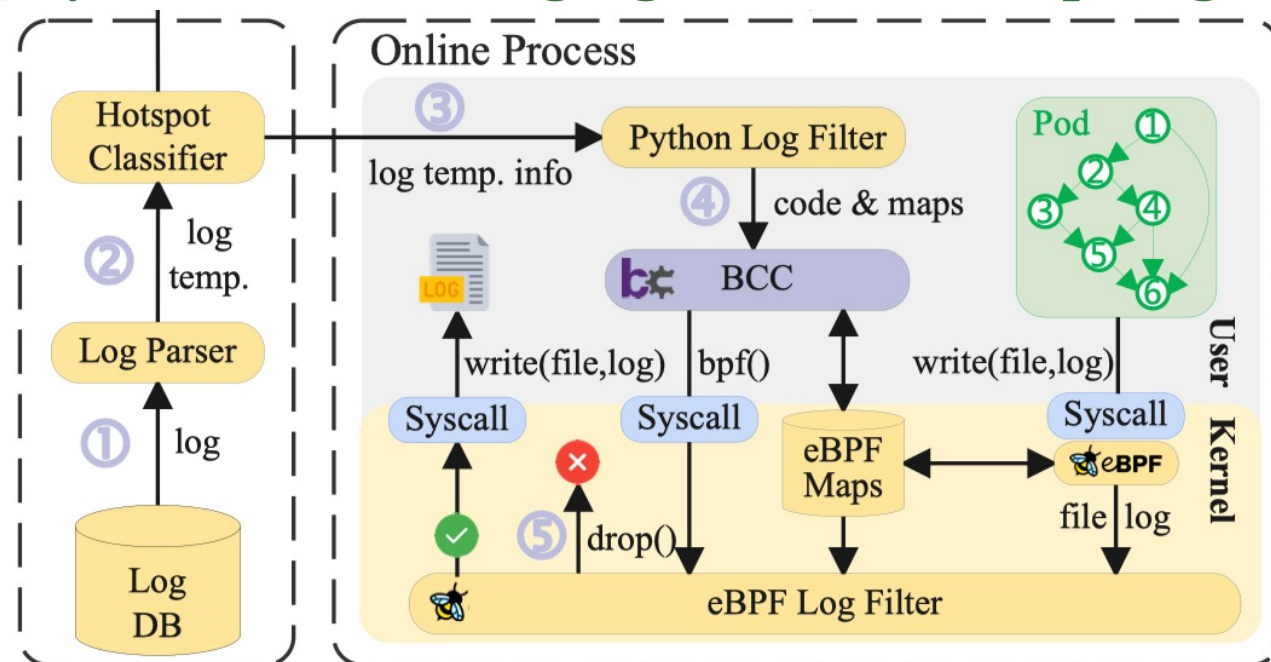 Online Process
Hotspot
Classifier
③
log temp. info
Python Log Filter
④
code & maps
BCC
Pod
①
②
③
④
⑤
⑥
②
log
temp.
LOG
Log Parser
write(file,log)
bpf()
write(file,log)
User
Syscall
Syscall
Syscall
①
log
eBPF
Maps
eBPF
Kernel
file
log
⑤
drop()
Log
DB
eBPF Log Filter